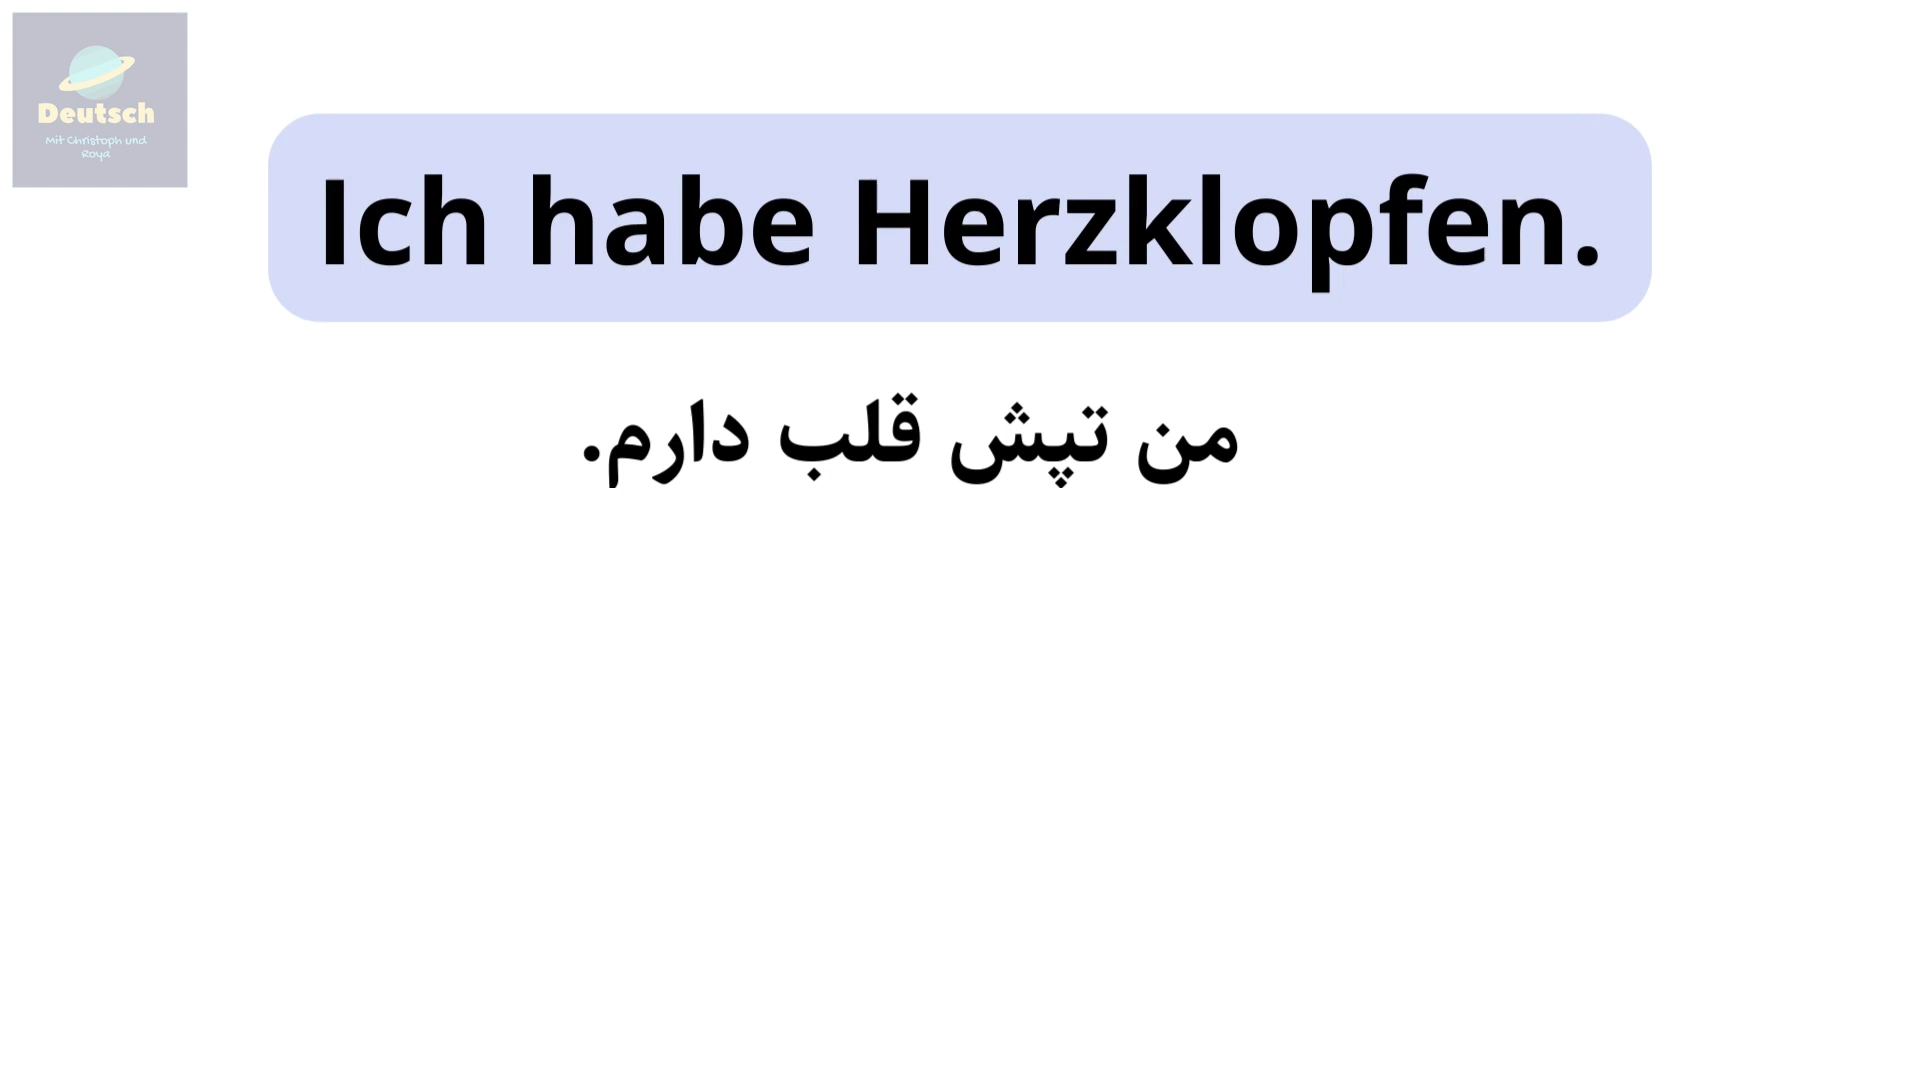 Deutsch
Mit Christoph und
Roya
Ich habe Herzklopfen.
من تپش قلب دارم.